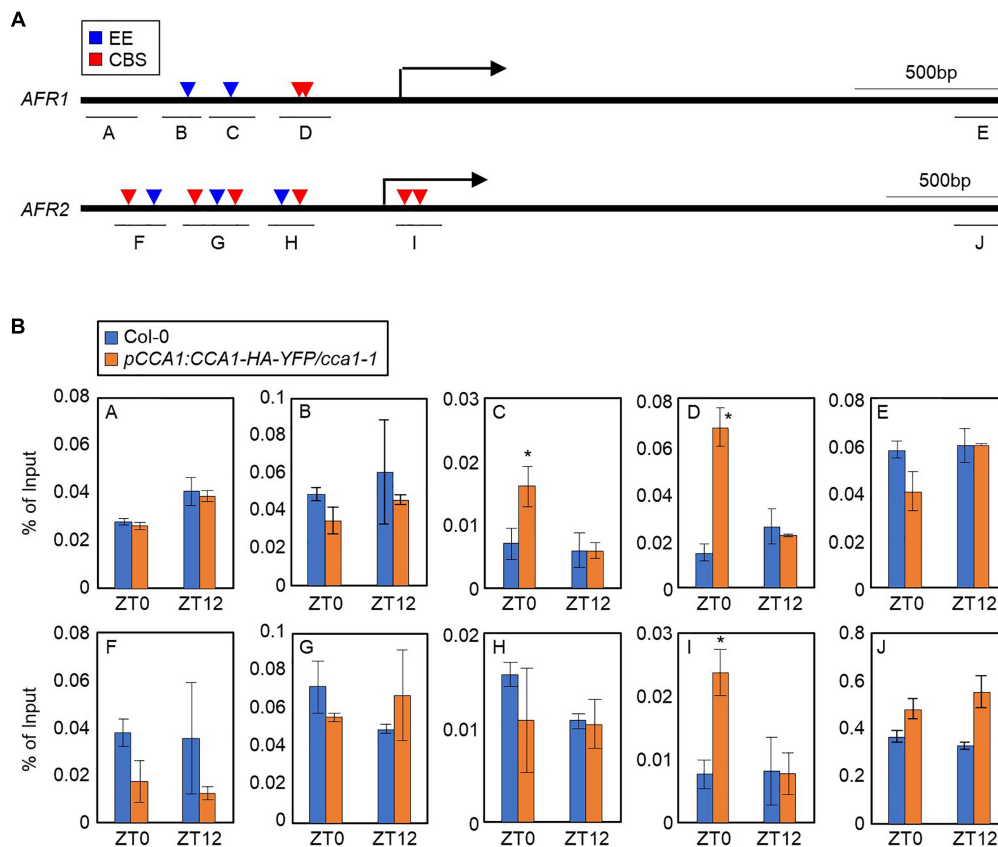 A
EE
CBS
500bp
AFR1
A B C D E
500bp
AFR2
F G H I J
B
Col-0
pCCA1:CCA1-HA-YFP/cca1-1
% of Input
A
0.08
0.06
0.04
0.02
0
ZT0 ZT12
B
0.1
0.08
0.06
0.04
0.02
0
ZT0 ZT12
C
0.03
0.02
0.01
0
*
ZT0 ZT12
D
0.08
0.06
0.04
0.02
0
*
ZT0 ZT12
E
0.08
0.06
0.04
0.02
0
ZT0 ZT12
% of Input
F
0.08
0.06
0.04
0.02
0
ZT0 ZT12
G
0.1
0.08
0.06
0.04
0.02
0
ZT0 ZT12
H
0.02
0.01
0
ZT0 ZT12
I
0.03
0.02
0.01
0
*
ZT0 ZT12
J
0.8
0.6
0.4
0.2
0
ZT0 ZT12